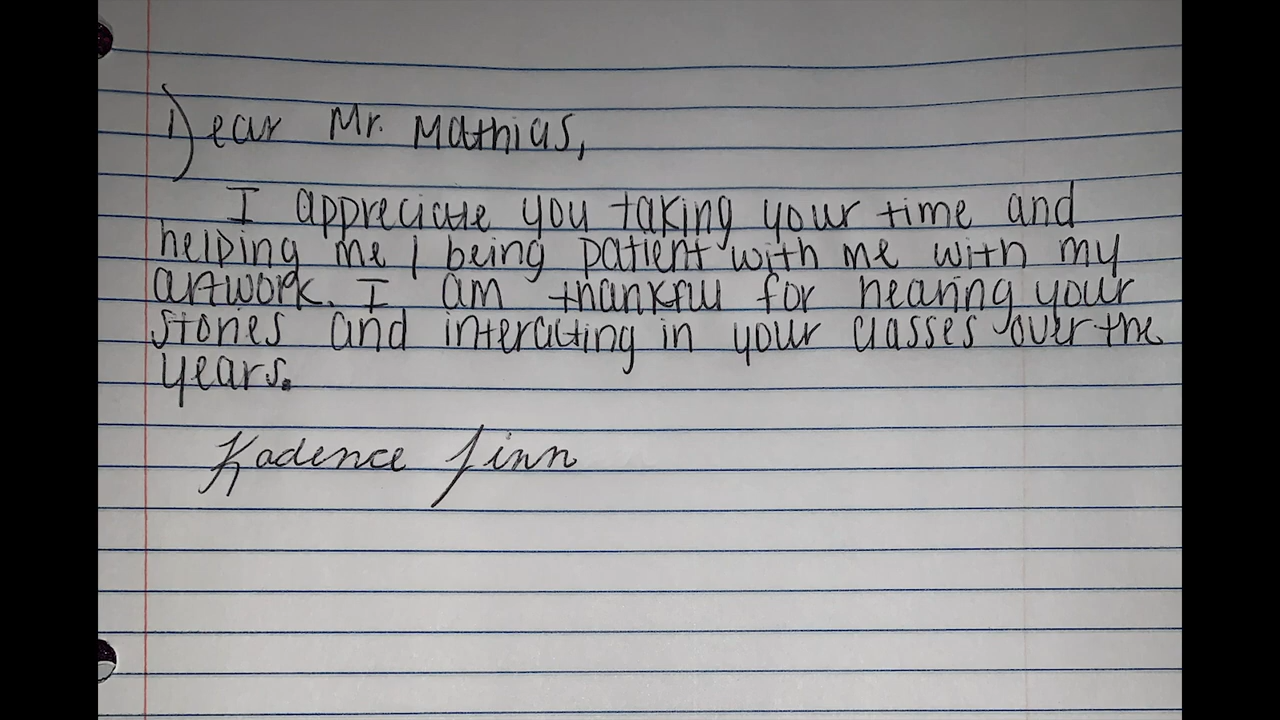 Dear Mr. Mathias,
I appreciate you taking your time and
helping me / being patient with me with my
artwork. I am thankful for hearing your
stories and interacting in your classes over the
years.
Kadence Finn